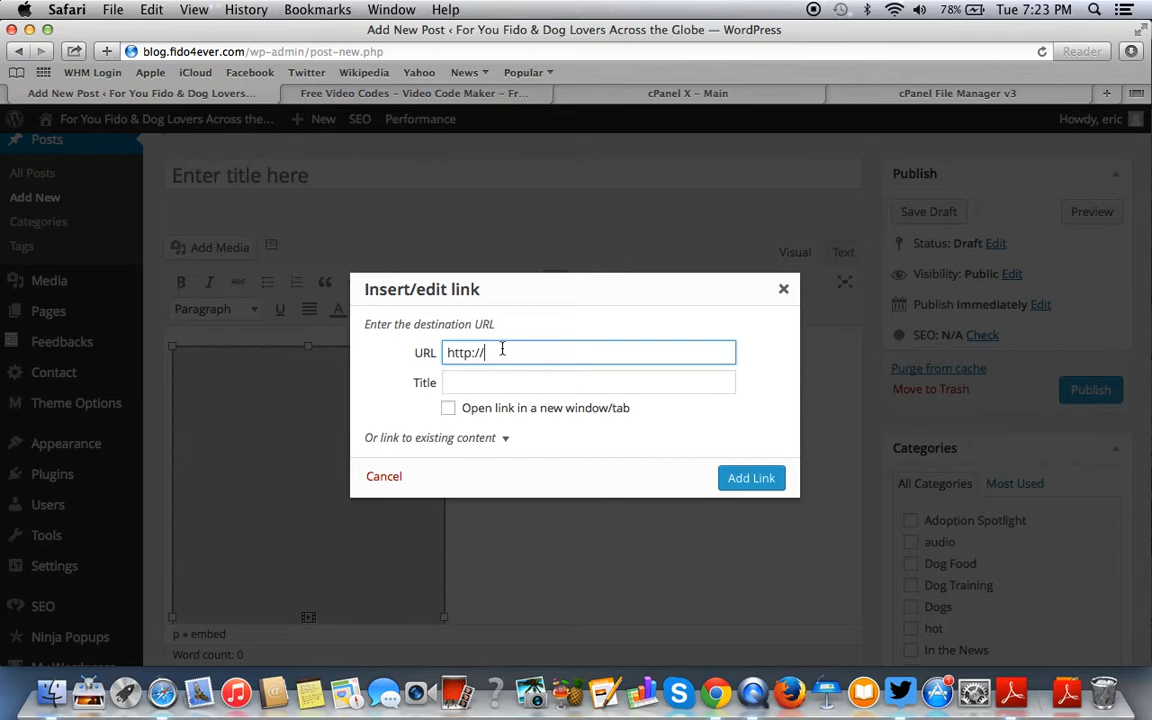 Safari File Edit View History Bookmarks Window Help 78% Tue 7:23 PM
Add New Post ‹ For You Fido & Dog Lovers Across the Globe — WordPress
blog.fido4ever.com/wp-admin/post-new.php Reader
WHM Login Apple iCloud Facebook Twitter Wikipedia Yahoo News Popular
Add New Post ‹ For You Fido & Dog Lovers... Free Video Codes – Video Code Maker – Fr... cPanel X – Main cPanel File Manager v3
For You Fido & Dog Lovers Across the... New SEO Performance Howdy, eric
Posts
All Posts
Add New
Categories
Tags
Media
Pages
Feedbacks
Contact
Theme Options
Appearance
Plugins
Users
Tools
Settings
SEO
Ninja Popups
Enter title here
Add Media Visual Text
B I ABC
Paragraph U A
Insert/edit link
Enter the destination URL
URL http://
Title
Open link in a new window/tab
Or link to existing content
Cancel Add Link
p » embed
Word count: 0
Publish
Save Draft Preview
Status: Draft Edit
Visibility: Public Edit
Publish immediately Edit
SEO: N/A Check
Purge from cache
Move to Trash Publish
Categories
All Categories Most Used
Adoption Spotlight
audio
Dog Food
Dog Training
Dogs
hot
In the News